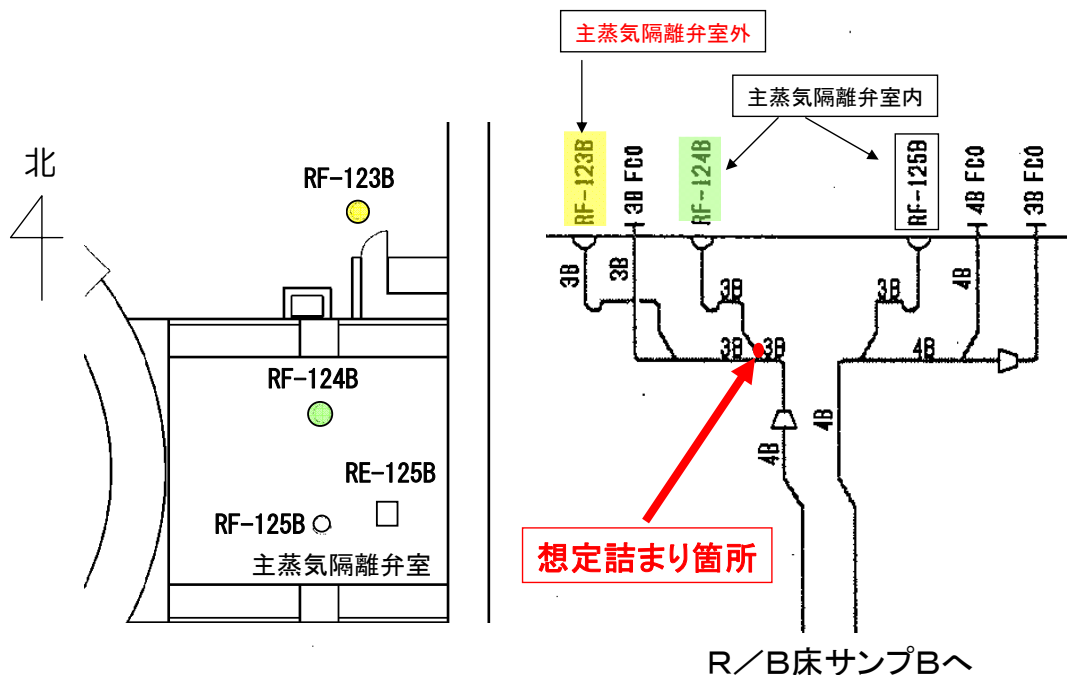 主蒸気隔離弁室外
主蒸気隔離弁室内
北
RF-123B
RF-124B
RE-125B
RF-125B
主蒸気隔離弁室
RF-123B
3B FCO
RF-124B
RF-125B
4B FCO
3B FCO
3B
3B
3B
3B
4B
3B
3B
4B
4B
4B
想定詰まり箇所
R/B床サンプBへ